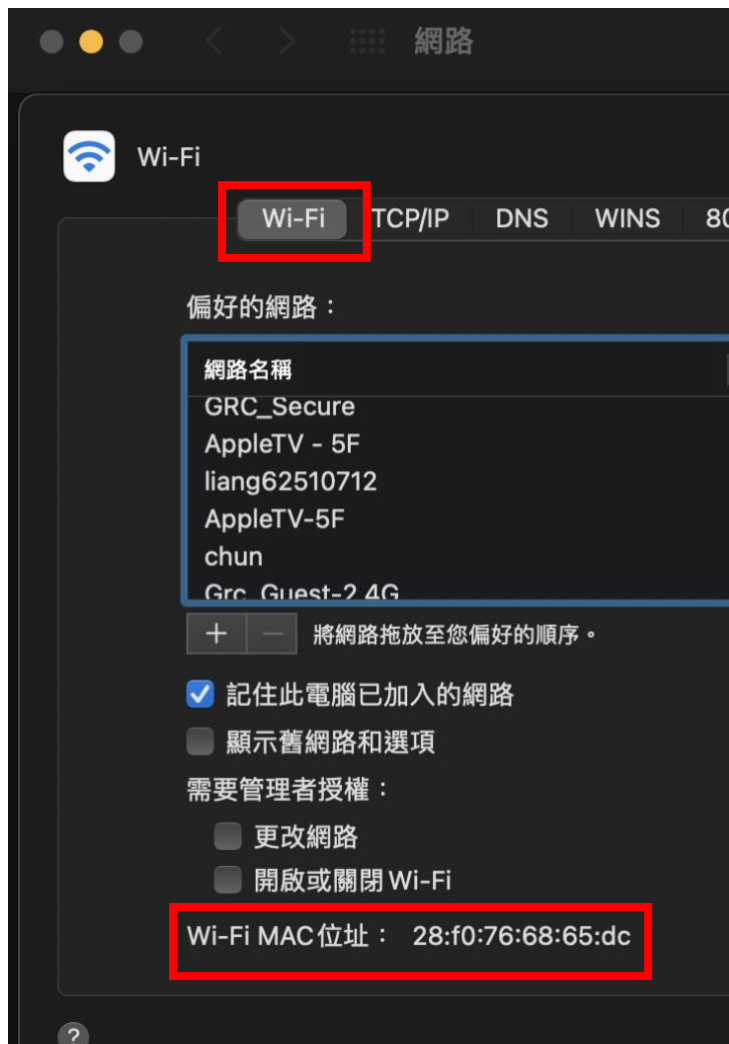 網路
Wi-Fi
Wi-Fi TCP/IP DNS WINS 80
偏好的網路：
網路名稱
GRC_Secure
AppleTV - 5F
liang62510712
AppleTV-5F
chun
Grc_Guest-2.4G
+ − 將網路拖放至您偏好的順序。
記住此電腦已加入的網路
顯示舊網路和選項
需要管理者授權：
更改網路
開啟或關閉 Wi-Fi
Wi-Fi MAC 位址： 28:f0:76:68:65:dc
?